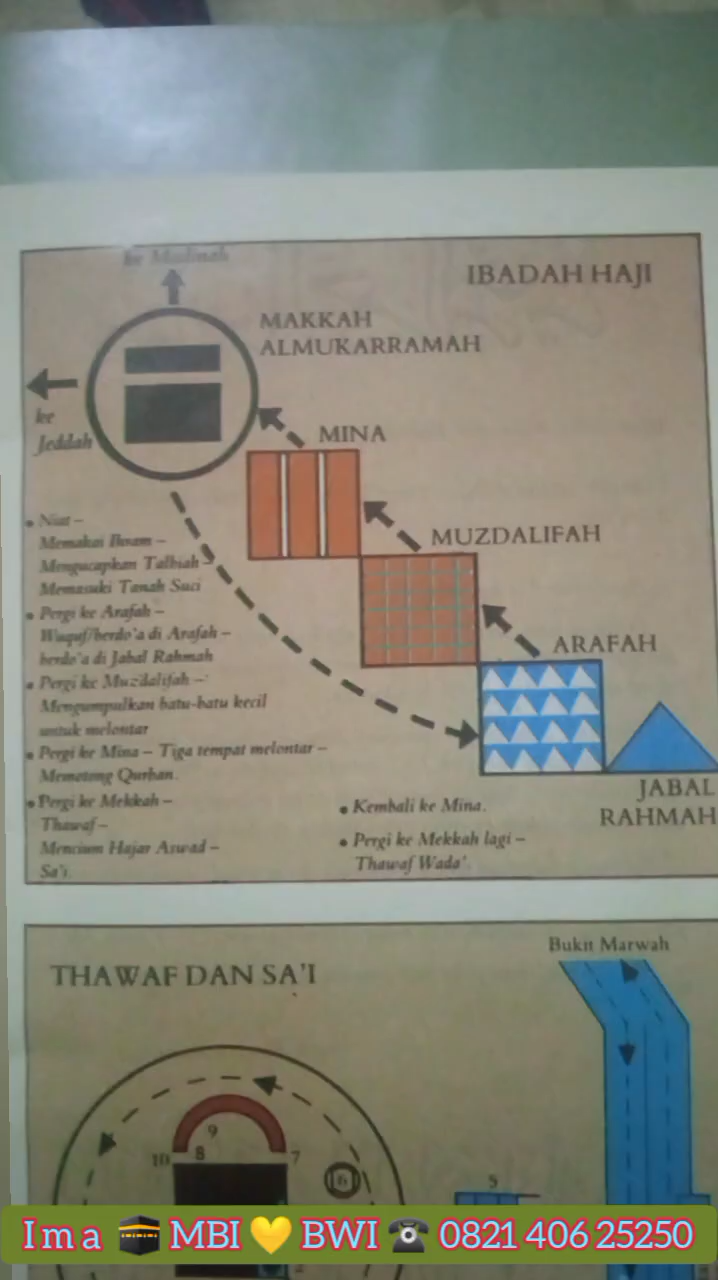 ke Madinah
IBADAH HAJI
MAKKAH
ALMUKARRAMAH
ke
Jeddah
MINA
MUZDALIFAH
ARAFAH
JABAL
RAHMAH
• Niat –
Memakai Ihram –
Mengucapkan Talbiah –
Memasuki Tanah Suci
• Pergi ke Arafah –
Wuquf/berdo'a di Arafah –
berdo'a di Jabal Rahmah
• Pergi ke Muzdalifah –
Mengumpulkan batu-batu kecil
untuk melontar
• Pergi ke Mina – Tiga tempat melontar –
Memotong Qurban.
• Pergi ke Mekkah –
Thawaf –
Mencium Hajar Aswad –
Sa'i.
• Kembali ke Mina.
• Pergi ke Mekkah lagi –
Thawaf Wada'.
THAWAF DAN SA'I
Bukit Marwah
9
10
8
7
6
5
Ima 🕋 MBI 💛 BWI ☎ 0821 406 25250